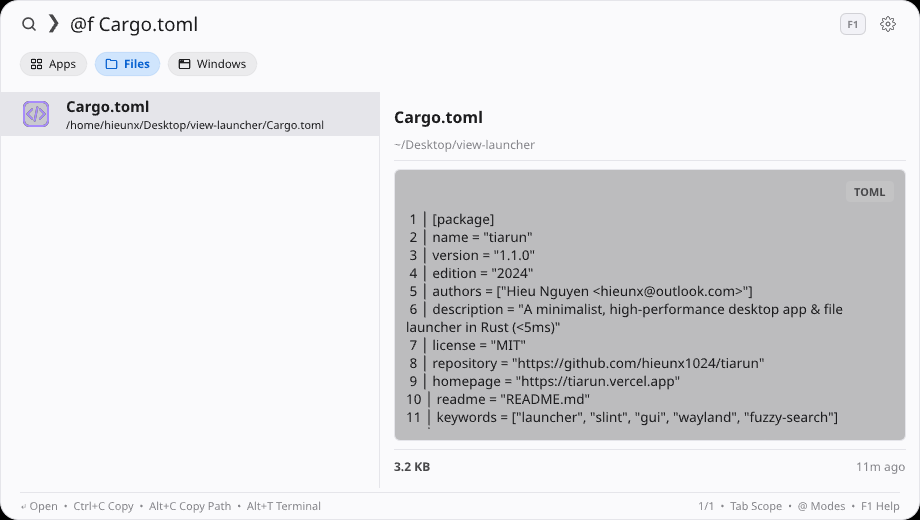 ❯ @f Cargo.toml
F1
Apps
Files
Windows
Cargo.toml
/home/hieunx/Desktop/view-launcher/Cargo.toml
Cargo.toml
~/Desktop/view-launcher
TOML
1 │ [package]
2 │ name = "tiarun"
3 │ version = "1.1.0"
4 │ edition = "2024"
5 │ authors = ["Hieu Nguyen <hieunx@outlook.com>"]
6 │ description = "A minimalist, high-performance desktop app & file
launcher in Rust (<5ms)"
7 │ license = "MIT"
8 │ repository = "https://github.com/hieunx1024/tiarun"
9 │ homepage = "https://tiarun.vercel.app"
10 │ readme = "README.md"
11 │ keywords = ["launcher", "slint", "gui", "wayland", "fuzzy-search"]
3.2 KB
11m ago
↵ Open • Ctrl+C Copy • Alt+C Copy Path • Alt+T Terminal
1/1 • Tab Scope • @ Modes • F1 Help